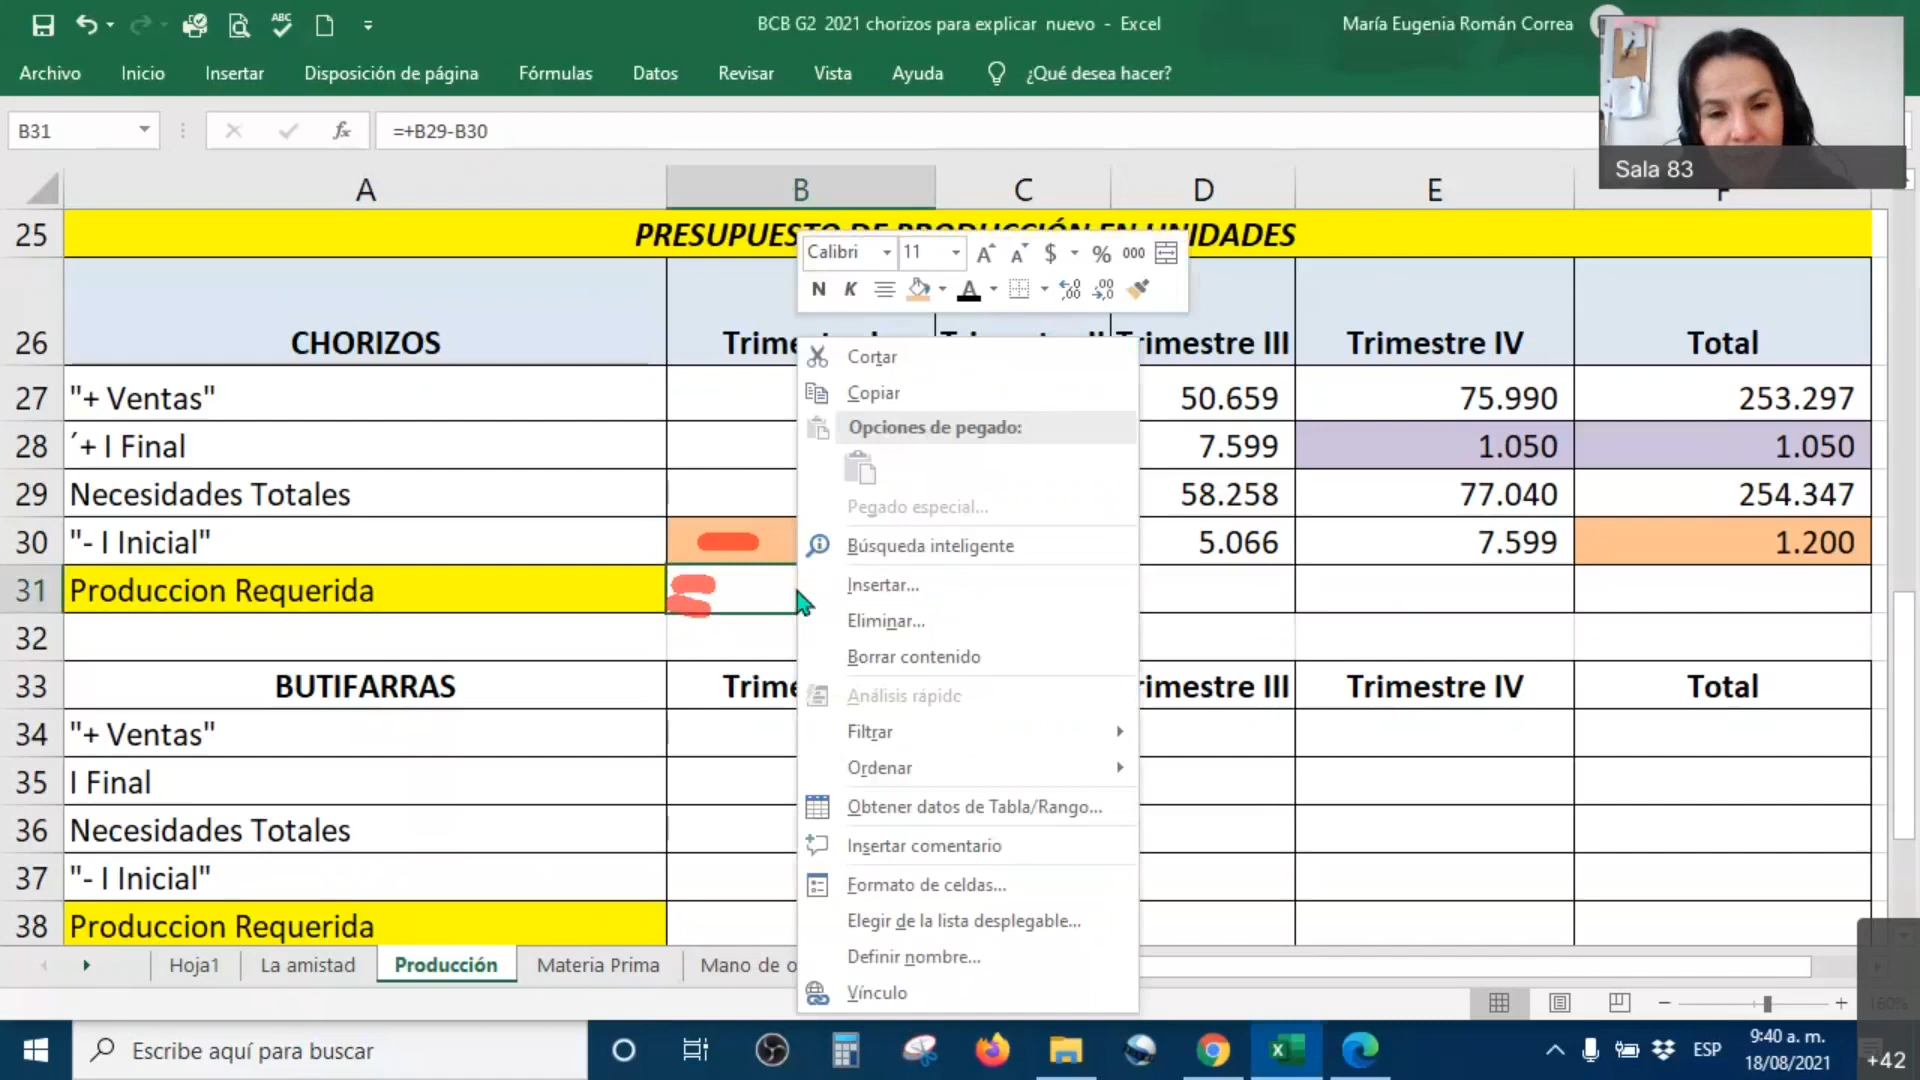 ABC
BCB G2 2021 chorizos para explicar nuevo - Excel
María Eugenia Román Correa
Archivo
Inicio
Insertar
Disposición de página
Fórmulas
Datos
Revisar
Vista
Ayuda
¿Qué desea hacer?
B31
fx
=+B29-B30
Sala 83
A
B
C
D
E
25
PRESUPUESTO DE PRODUCCIÓN EN UNIDADES
Calibri
11
A A $ % 000
N K A ,00 ,00
26
CHORIZOS
Trimestre III
Trimestre IV
Total
Cortar
27
"+ Ventas"
Copiar
50.659
75.990
253.297
Opciones de pegado:
28
´+ I Final
7.599
1.050
1.050
29
Necesidades Totales
Pegado especial...
58.258
77.040
254.347
30
"- I Inicial"
Búsqueda inteligente
5.066
7.599
1.200
31
Produccion Requerida
Insertar...
Eliminar...
32
Borrar contenido
33
BUTIFARRAS
Análisis rápido
Trimestre IV
Total
34
"+ Ventas"
Filtrar
35
I Final
Ordenar
Obtener datos de Tabla/Rango...
36
Necesidades Totales
Insertar comentario
37
"- I Inicial"
Formato de celdas...
38
Produccion Requerida
Elegir de la lista desplegable...
Definir nombre...
Vínculo
Hoja1
La amistad
Producción
Materia Prima
Mano de o
160%
Escribe aquí para buscar
ESP
9:40 a. m.
18/08/2021
+42